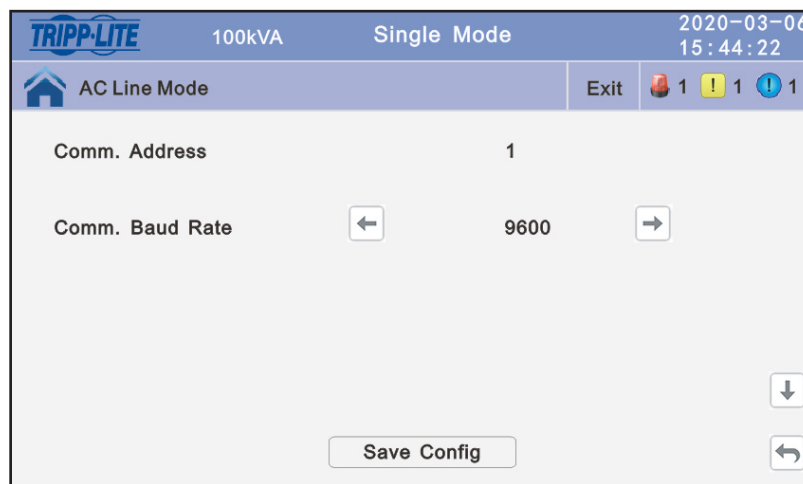 TRIPP·LITE 100kVA Single Mode 2020-03-06
15:44:22
AC Line Mode Exit 1 ! 1 ! 1
Comm. Address 1
Comm. Baud Rate 9600
Save Config